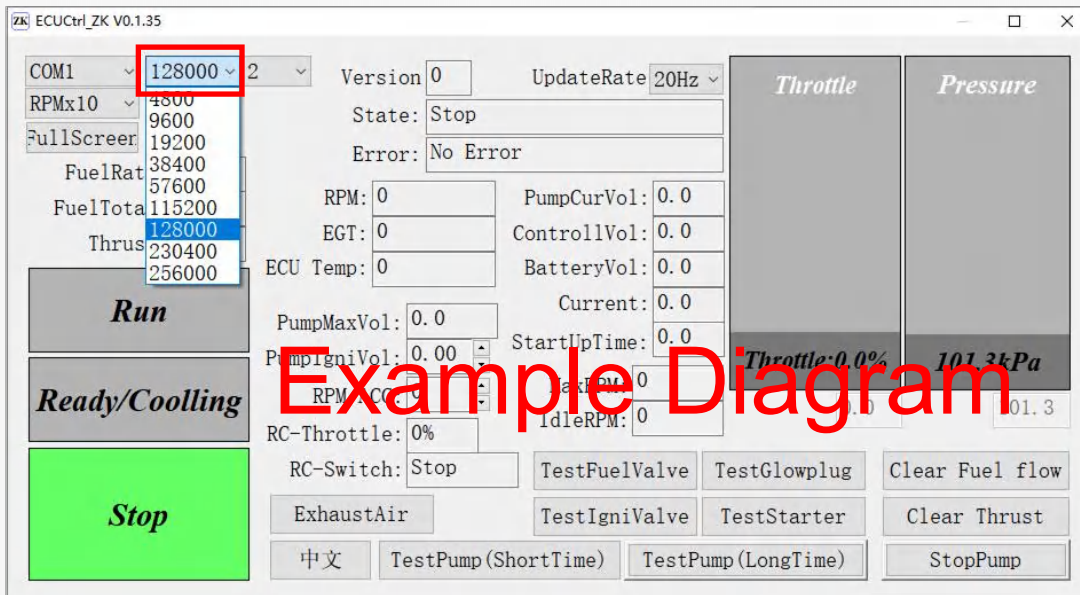 ZK ECUCtrl_ZK V0.1.35
COM1 128000 2 Version 0 UpdateRate 20Hz
RPMx10 4800 State: Stop
FullScreen 9600 Error: No Error
19200
FuelRat 38400
57600 RPM: 0 PumpCurVol: 0.0
FuelTota 115200
128000 EGT: 0 ControllVol: 0.0
Thrus 230400
256000 ECU Temp: 0 BatteryVol: 0.0
Current: 0.0
Run PumpMaxVol: 0.0 StartUpTime: 0.0
PumpIgniVol: 0.00
Example Diagram
MaxRPM: 0
IdleRPM: 0
RC-Throttle: 0%
RC-Switch: Stop
Throttle Pressure
Throttle:0.0% 101.3kPa
0.0 101.3
Ready/Coolling
Stop
TestFuelValve TestGlowplug Clear Fuel flow
ExhaustAir TestIgniValve TestStarter Clear Thrust
中文 TestPump(ShortTime) TestPump(LongTime) StopPump